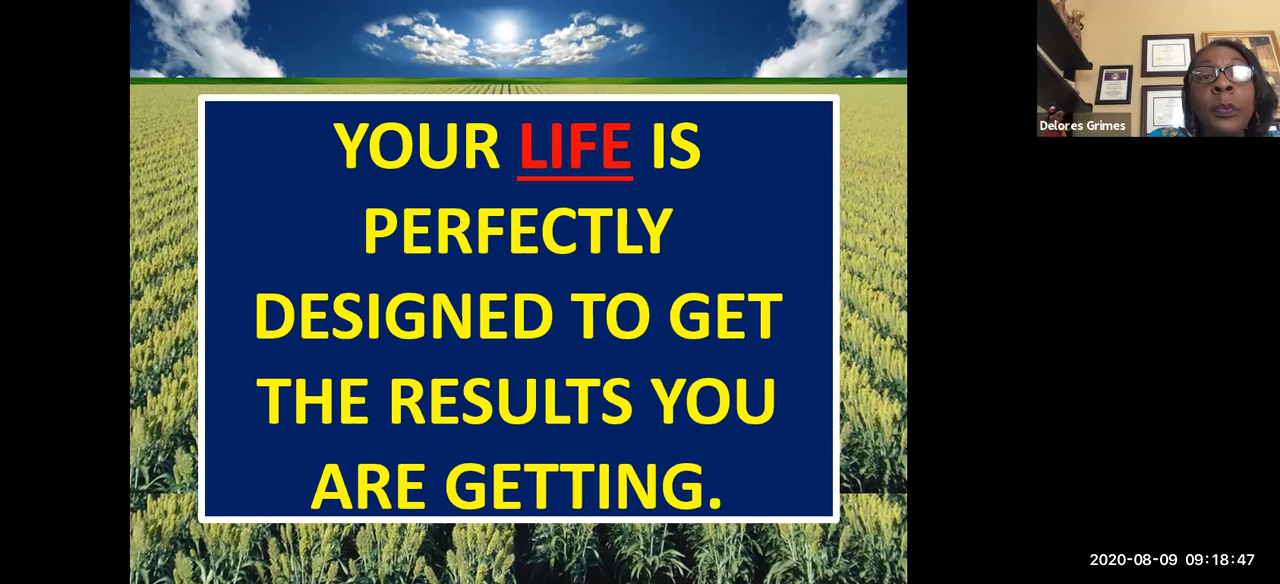 YOUR LIFE IS
PERFECTLY
DESIGNED TO GET
THE RESULTS YOU
ARE GETTING.
Delores Grimes
2020-08-09 09:18:47